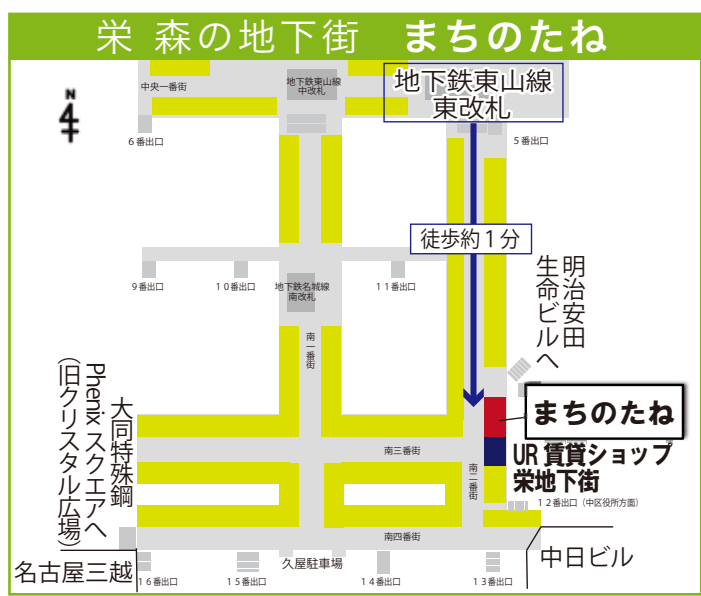 栄 森の地下街 まちのたね
N
中央一番街
地下鉄東山線
中改札
地下鉄東山線
東改札
6番出口
5番出口
徒歩約1分
9番出口
10番出口
地下鉄名城線
南改札
11番出口
明治安田
生命ビルへ
南一番街
まちのたね
UR賃貸ショップ
栄地下街
大同特殊鋼
Phenixスクエアへ
(旧クリスタル広場)
南三番街
南二番街
12番出口(中区役所方面)
南四番街
久屋駐車場
中日ビル
名古屋三越
16番出口
15番出口
14番出口
13番出口